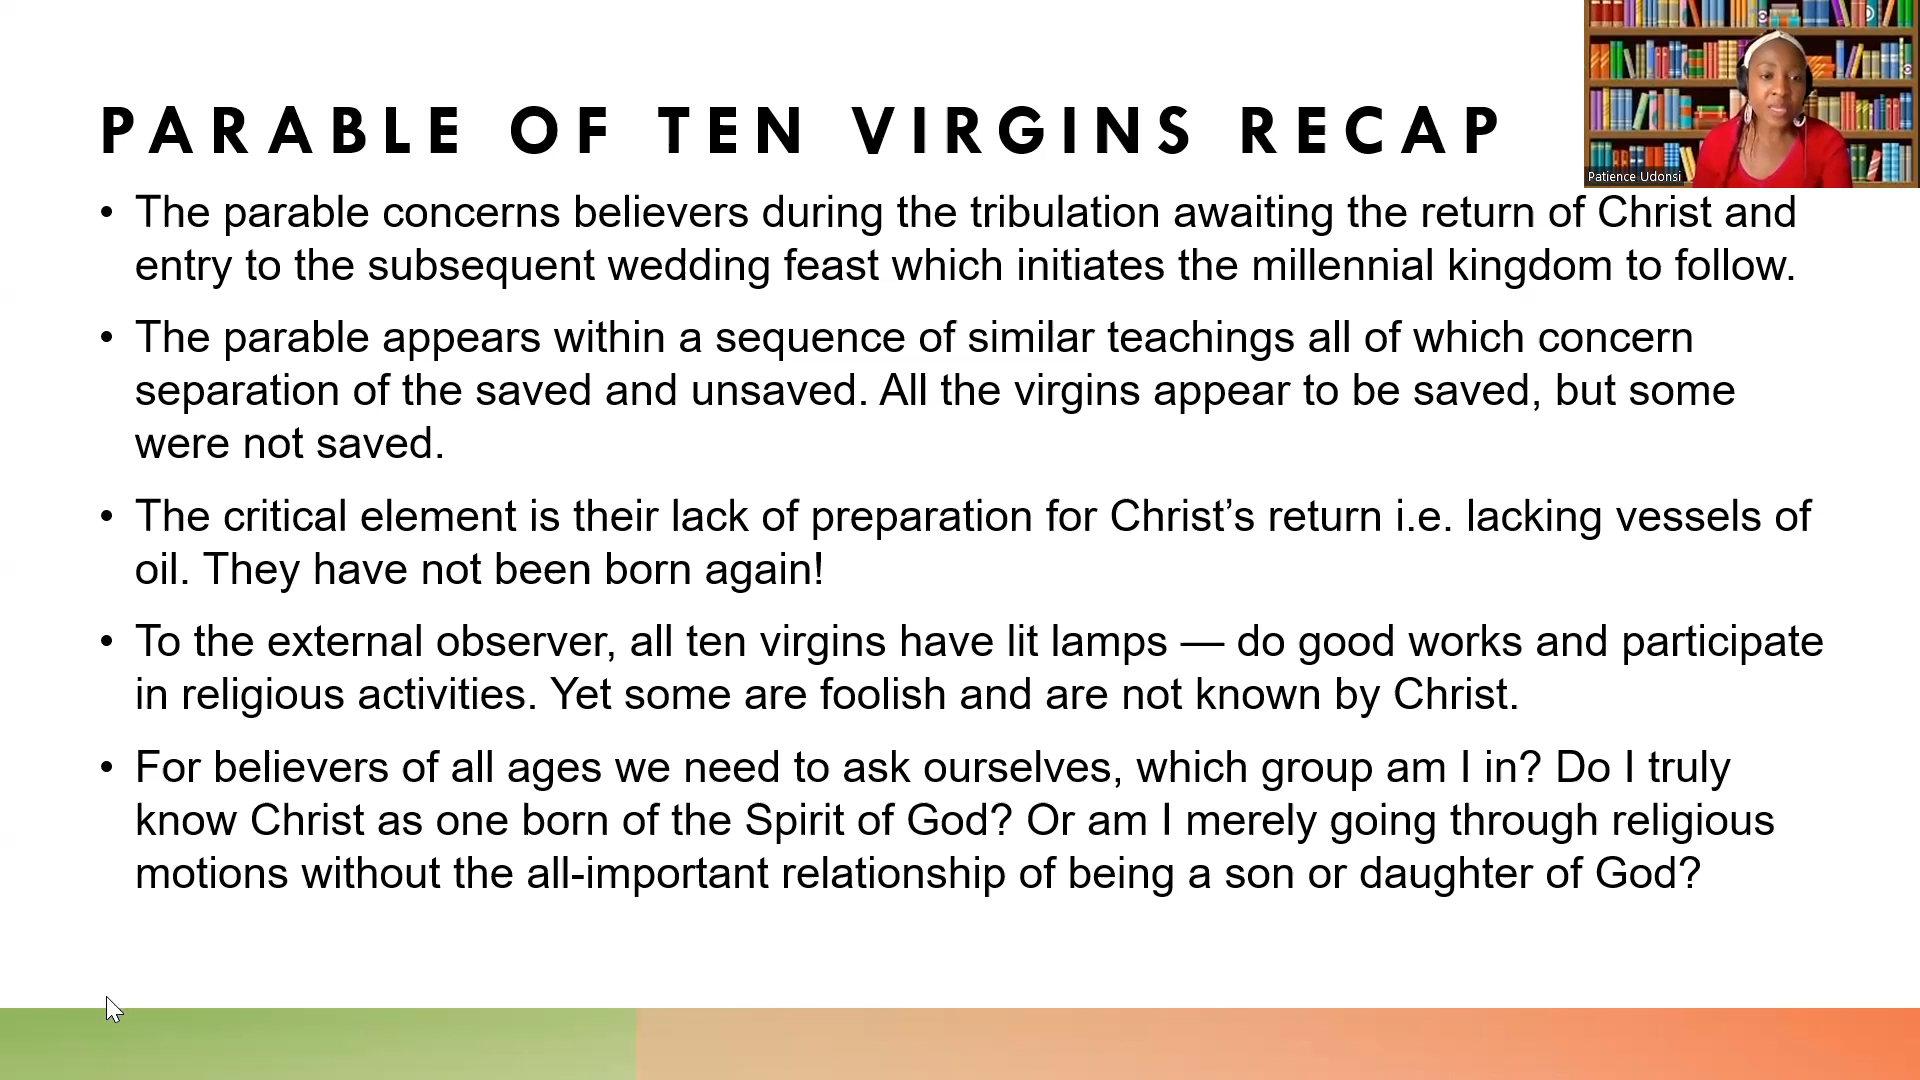 PARABLE OF TEN VIRGINS RECAP
Patience Udonsi
• The parable concerns believers during the tribulation awaiting the return of Christ and
entry to the subsequent wedding feast which initiates the millennial kingdom to follow.
• The parable appears within a sequence of similar teachings all of which concern
separation of the saved and unsaved. All the virgins appear to be saved, but some
were not saved.
• The critical element is their lack of preparation for Christ’s return i.e. lacking vessels of
oil. They have not been born again!
• To the external observer, all ten virgins have lit lamps — do good works and participate
in religious activities. Yet some are foolish and are not known by Christ.
• For believers of all ages we need to ask ourselves, which group am I in? Do I truly
know Christ as one born of the Spirit of God? Or am I merely going through religious
motions without the all-important relationship of being a son or daughter of God?